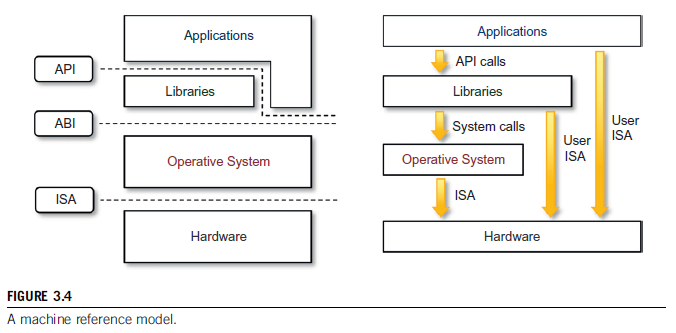 Applications
API
Libraries
ABI
Operative System
ISA
Hardware
Applications
API calls
Libraries
System calls
User
ISA
User
ISA
Operative System
ISA
Hardware
FIGURE 3.4
A machine reference model.